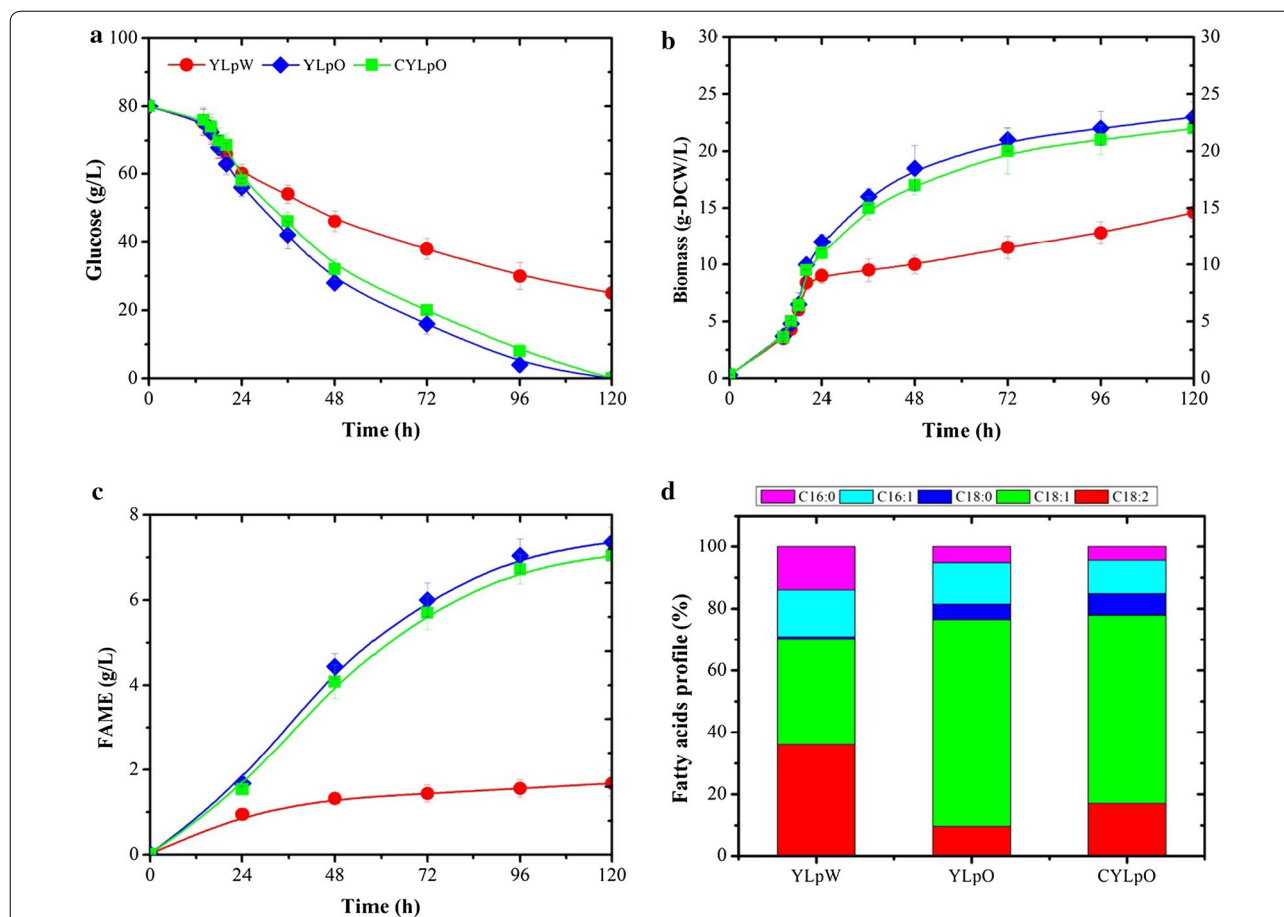 a
100
80
60
40
20
0
Glucose (g/L)
YLpW YLpO CYLpO
0 24 48 72 96 120
Time (h)
b
30 30
25 25
20 20
15 15
10 10
5 5
0 0
Biomass (g-DCW/L)
0 24 48 72 96 120
Time (h)
c
8
6
4
2
0
FAME (g/L)
0 24 48 72 96 120
Time (h)
d
C16:0 C16:1 C18:0 C18:1 C18:2
100
80
60
40
20
0
Fatty acids profile (%)
YLpW YLpO CYLpO